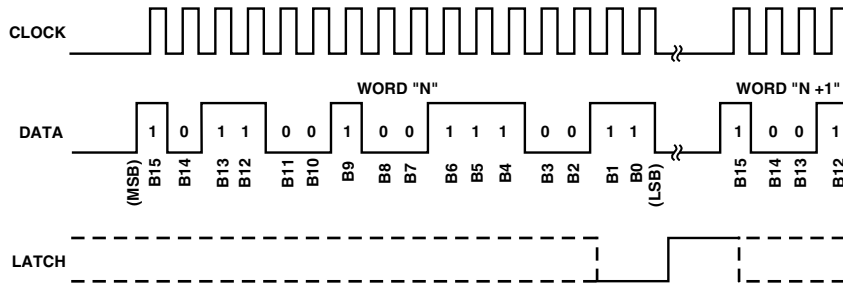 CLOCK
WORD "N"
WORD "N +1"
DATA
1 0 1 1 0 0 1 0 0 1 1 1 0 0 1 1 1 0 0 1
(MSB) B15 B14 B13 B12 B11 B10 B9 B8 B7 B6 B5 B4 B3 B2 B1 B0 (LSB) B15 B14 B13 B12
LATCH